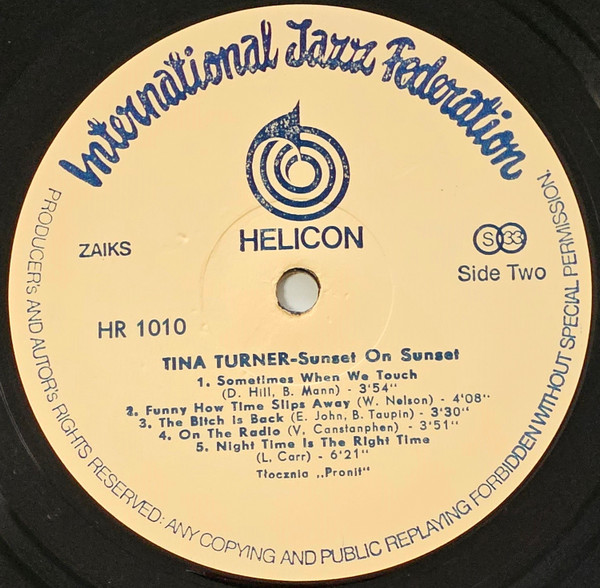 International Jazz Federation
HELICON
ZAIKS
S 33
Side Two
HR 1010
TINA TURNER-Sunset On Sunset
1. Sometimes When We Touch
(D. Hill, B. Mann) - 3'54"
2. Funny How Time Slips Away (W. Nelson) - 4'08"
3. The Bitch is Back (E. John, B. Taupin) - 3'30"
4. On The Radio (V. Canstanphen) - 3'51"
5. Night Time Is The Right Time
(L. Carr) - 6'21"
Tłocznia „Pronit"
PRODUCER's AND AUTOR's RIGHTS RESERVED: ANY COPYING AND PUBLIC REPLAYING FORBIDDEN WITHOUT SPECIAL PERMISSION.